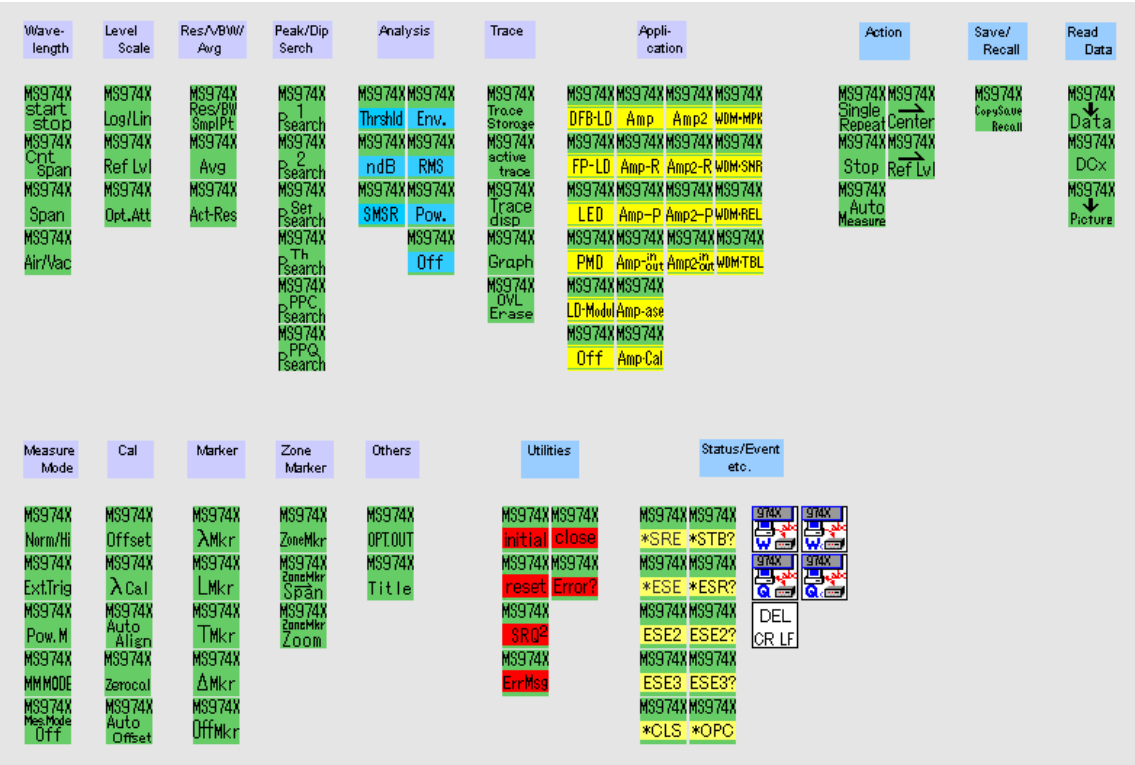 Wave-
length
Level
Scale
Res/VBW/
Avg
Peak/Dip
Serch
Analysis
Trace
Appli-
cation
Action
Save/
Recall
Read
Data
MS974X
start
stop
MS974X
Cnt
Span
MS974X
Span
MS974X
Air/Vac
MS974X
Log/Lin
MS974X
Ref Lvl
MS974X
Opt.Att
MS974X
Res/BW
SmplPt
MS974X
Avg
MS974X
Act-Res
MS974X
1
Psearch
MS974X
2
Psearch
MS974X
Set
Psearch
MS974X
Th
Psearch
MS974X
PPC
Psearch
MS974X
PPQ
Psearch
MS974X MS974X
Thrshld Env.
MS974X MS974X
ndB RMS
MS974X MS974X
SMSR Pow.
MS974X
Off
MS974X
Trace
Storage
MS974X
active
trace
MS974X
Trace
disp
MS974X
Graph
MS974X
OVL
Erase
MS974X MS974X MS974X MS974X
DFB-LD Amp Amp2 WDM•MPK
MS974X MS974X MS974X MS974X
FP-LD Amp-R Amp2-R WDM•SNR
MS974X MS974X MS974X MS974X
LED Amp-P Amp2-P WDM•REL
MS974X MS974X MS974X MS974X
PMD Amp-in out Amp2-in out WDM•TBL
MS974X MS974X
LD-Modul Amp-ase
MS974X MS974X
Off Amp-Cal
MS974X MS974X
Single
Repeat →Center
MS974X MS974X
Stop →Ref Lvl
MS974X
Auto
Measure
MS974X
CopySave
Recall
MS974X
↓
Data
MS974X
DCx
MS974X
↓
Picture
Measure
Mode
Cal
Marker
Zone
Marker
Others
Utilities
Status/Event
etc.
MS974X
Norm/Hi
MS974X
Ext.Trig
MS974X
Pow.M
MS974X
MM MODE
MS974X
Mes.Mode
Off
MS974X
Offset
MS974X
λCal
MS974X
Auto
Align
MS974X
Zerocal
MS974X
Auto
Offset
MS974X
λMkr
MS974X
LMkr
MS974X
TMkr
MS974X
ΔMkr
MS974X
OffMkr
MS974X
ZoneMkr
MS974X
ZoneMkr
Span
MS974X
ZoneMkr
Zoom
MS974X
OPT.OUT
MS974X
Title
MS974X MS974X
initial close
MS974X MS974X
reset Error?
MS974X
SRQ2
MS974X
ErrMsg
MS974X MS974X
*SRE *STB?
MS974X MS974X
*ESE *ESR?
MS974X MS974X
ESE2 ESE2?
MS974X MS974X
ESE3 ESE3?
MS974X MS974X
*CLS *OPC
974X 974X
abc abc
W W
974X 974X
abc abc
Q Q
DEL
CR LF